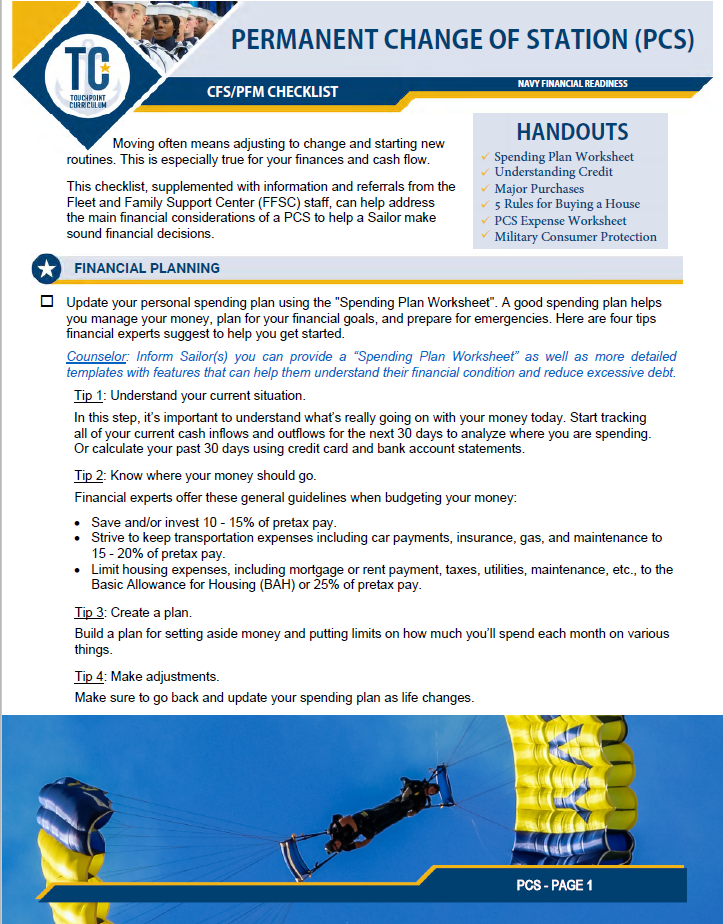 PERMANENT CHANGE OF STATION (PCS)
TC
TOUCHPOINT
CURRICULUM
CFS/PFM CHECKLIST
NAVY FINANCIAL READINESS
Moving often means adjusting to change and starting new
routines. This is especially true for your finances and cash flow.
This checklist, supplemented with information and referrals from the
Fleet and Family Support Center (FFSC) staff, can help address
the main financial considerations of a PCS to help a Sailor make
sound financial decisions.
HANDOUTS
✓ Spending Plan Worksheet
✓ Understanding Credit
✓ Major Purchases
✓ 5 Rules for Buying a House
✓ PCS Expense Worksheet
✓ Military Consumer Protection
FINANCIAL PLANNING
☐ Update your personal spending plan using the "Spending Plan Worksheet". A good spending plan helps
you manage your money, plan for your financial goals, and prepare for emergencies. Here are four tips
financial experts suggest to help you get started.
Counselor: Inform Sailor(s) you can provide a “Spending Plan Worksheet” as well as more detailed
templates with features that can help them understand their financial condition and reduce excessive debt.
Tip 1: Understand your current situation.
In this step, it’s important to understand what’s really going on with your money today. Start tracking
all of your current cash inflows and outflows for the next 30 days to analyze where you are spending.
Or calculate your past 30 days using credit card and bank account statements.
Tip 2: Know where your money should go.
Financial experts offer these general guidelines when budgeting your money:
• Save and/or invest 10 - 15% of pretax pay.
• Strive to keep transportation expenses including car payments, insurance, gas, and maintenance to
15 - 20% of pretax pay.
• Limit housing expenses, including mortgage or rent payment, taxes, utilities, maintenance, etc., to the
Basic Allowance for Housing (BAH) or 25% of pretax pay.
Tip 3: Create a plan.
Build a plan for setting aside money and putting limits on how much you’ll spend each month on various
things.
Tip 4: Make adjustments.
Make sure to go back and update your spending plan as life changes.
PCS - PAGE 1